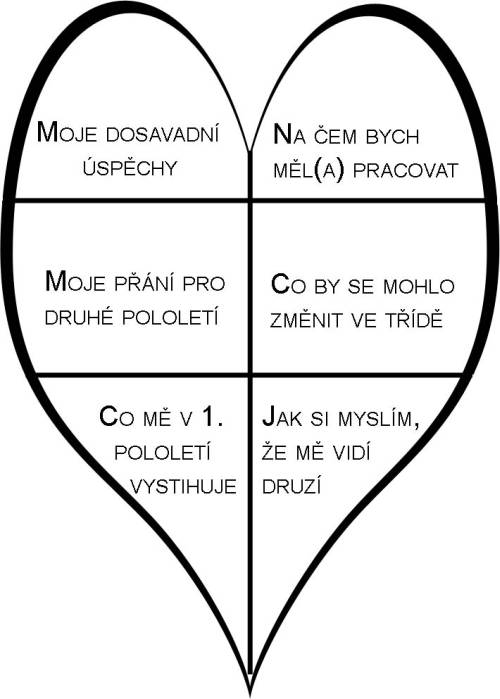 Moje dosavadní
úspěchy
Na čem bych
měl(a) pracovat
Moje přání pro
druhé pololetí
Co by se mohlo
změnit ve třídě
Co mě v 1.
pololetí
vystihuje
Jak si myslím,
že mě vidí
druzí